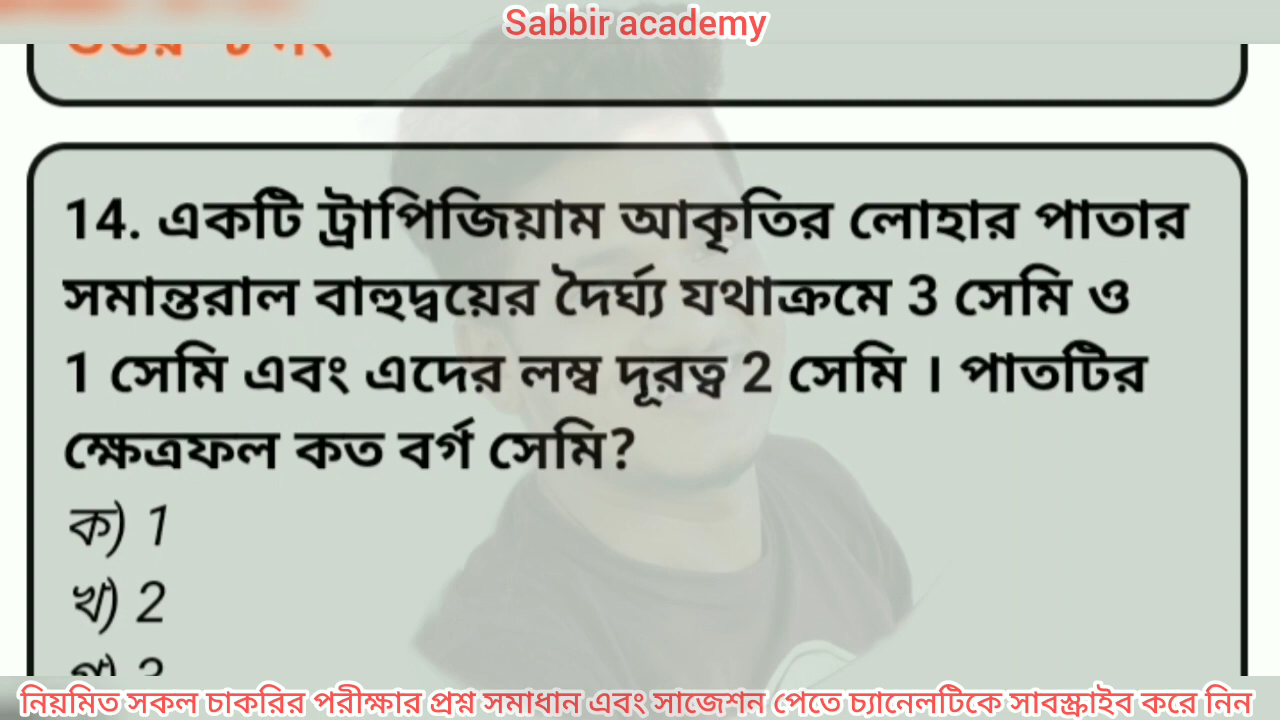 Sabbir academy
14. একটি ট্রাপিজিয়াম আকৃতির লোহার পাতার
সমান্তরাল বাহুদ্বয়ের দৈর্ঘ্য যথাক্রমে 3 সেমি ও
1 সেমি এবং এদের লম্ব দূরত্ব 2 সেমি । পাতটির
ক্ষেত্রফল কত বর্গ সেমি?
ক) 1
খ) 2
নিয়মিত সকল চাকরির পরীক্ষার প্রশ্ন সমাধান এবং সাজেশন পেতে চ্যানেলটিকে সাবস্ক্রাইব করে নিন